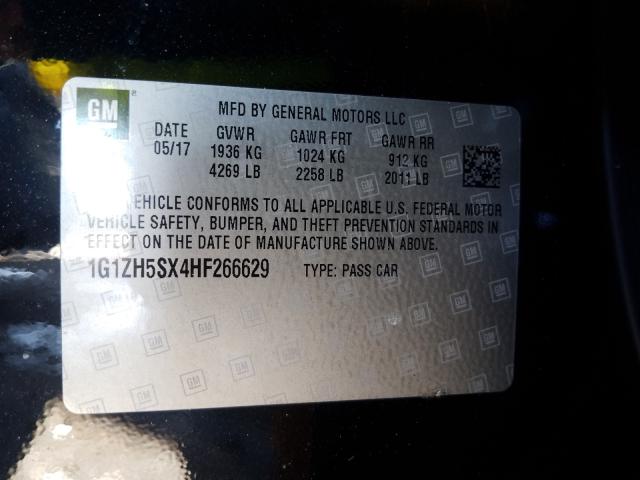 GM
MFD BY GENERAL MOTORS LLC
DATE GVWR GAWR FRT GAWR RR
05/17 1936 KG 1024 KG 912 KG
4269 LB 2258 LB 2011 LB
VEHICLE CONFORMS TO ALL APPLICABLE U.S. FEDERAL MOTOR
VEHICLE SAFETY, BUMPER, AND THEFT PREVENTION STANDARDS IN
EFFECT ON THE DATE OF MANUFACTURE SHOWN ABOVE.
1G1ZH5SX4HF266629 TYPE: PASS CAR